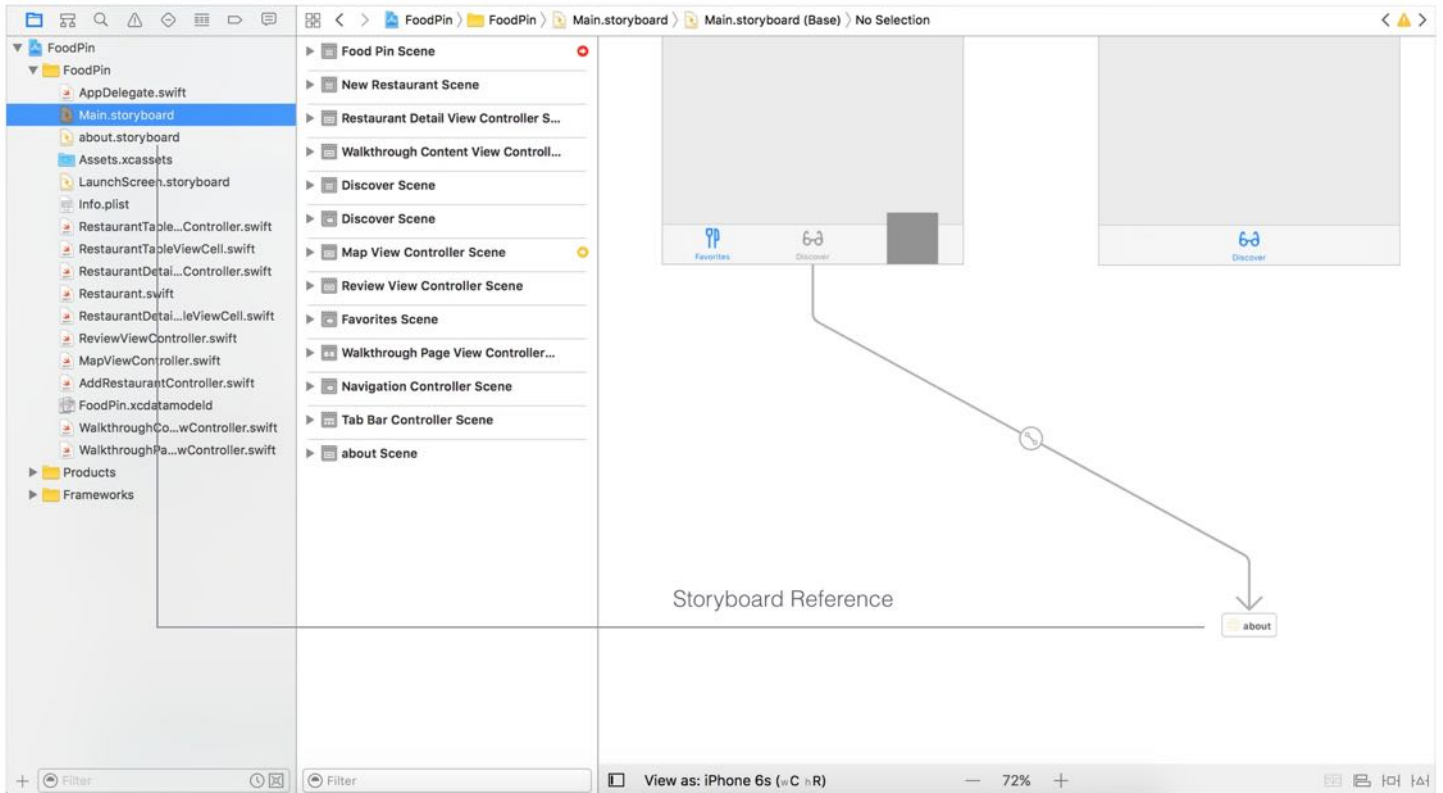 FoodPin 〉 FoodPin 〉 Main.storyboard 〉 Main.storyboard (Base) 〉 No Selection
FoodPin
FoodPin
AppDelegate.swift
Main.storyboard
about.storyboard
Assets.xcassets
LaunchScreen.storyboard
Info.plist
RestaurantTable...Controller.swift
RestaurantTableViewCell.swift
RestaurantDetai...Controller.swift
Restaurant.swift
RestaurantDetai...leViewCell.swift
ReviewViewController.swift
MapViewController.swift
AddRestaurantController.swift
FoodPin.xcdatamodeld
WalkthroughCo...wController.swift
WalkthroughPa...wController.swift
Products
Frameworks
Filter
Food Pin Scene
New Restaurant Scene
Restaurant Detail View Controller S...
Walkthrough Content View Controll...
Discover Scene
Discover Scene
Map View Controller Scene
Review View Controller Scene
Favorites Scene
Walkthrough Page View Controller...
Navigation Controller Scene
Tab Bar Controller Scene
about Scene
Filter
Favorites
Discover
Discover
Storyboard Reference
about
View as: iPhone 6s (wC hR)
— 72% +